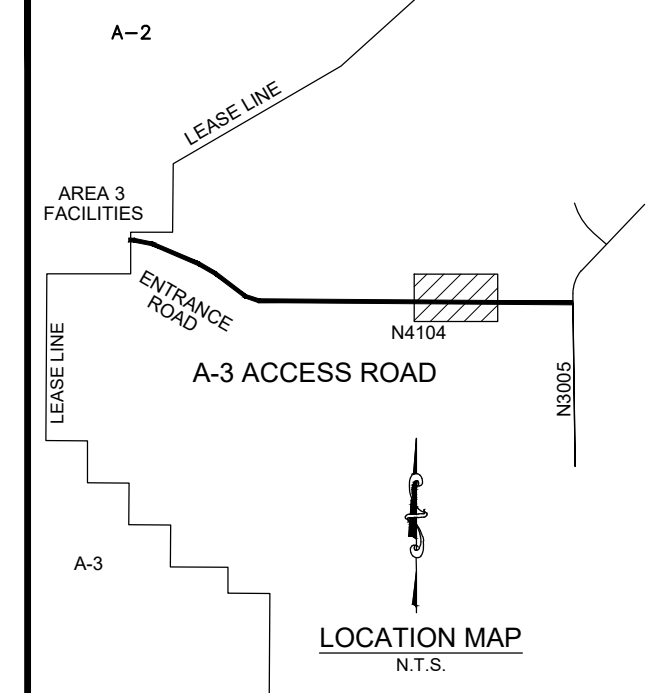 A-2
LEASE LINE
AREA 3
FACILITIES
ENTRANCE
ROAD
N4104
LEASE LINE
A-3 ACCESS ROAD
N3005
A-3
LOCATION MAP
N.T.S.